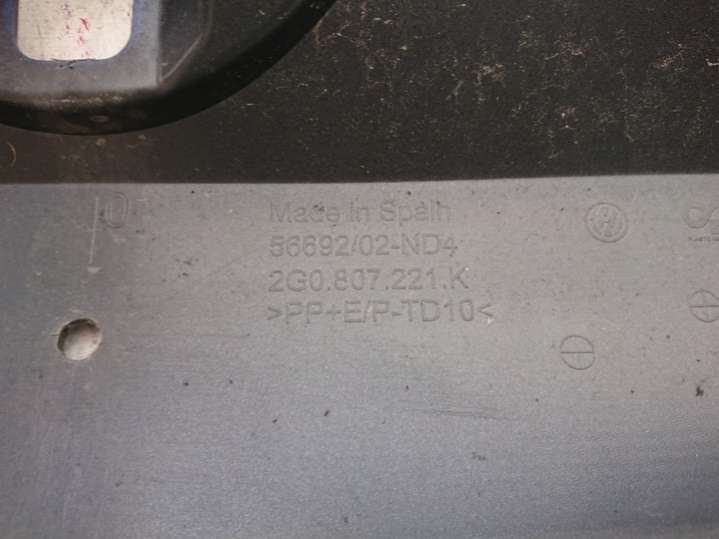 Made in Spain
56692/02-ND4
2G0.807.221.K
>PP+E/P-TD10<